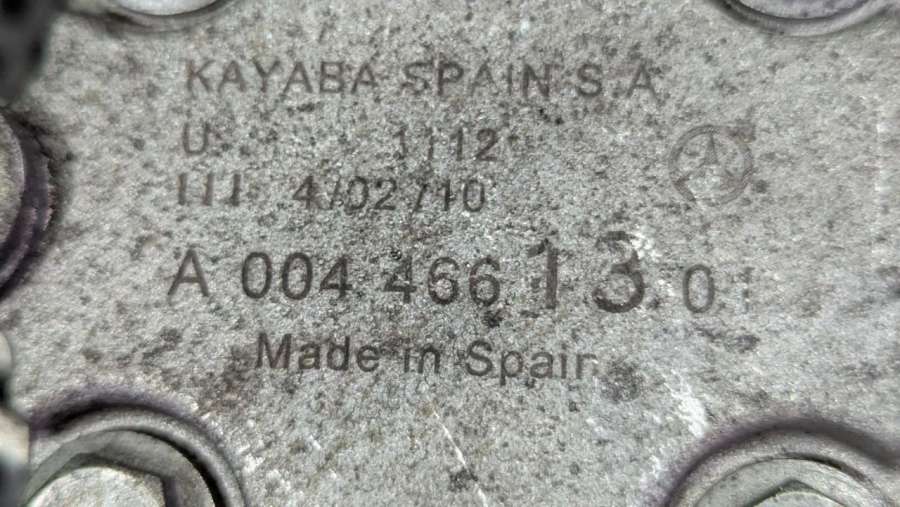 KAYABA SPAIN S.A
U 1112
III 4/02/10
A 004 466 13 01
Made in Spain